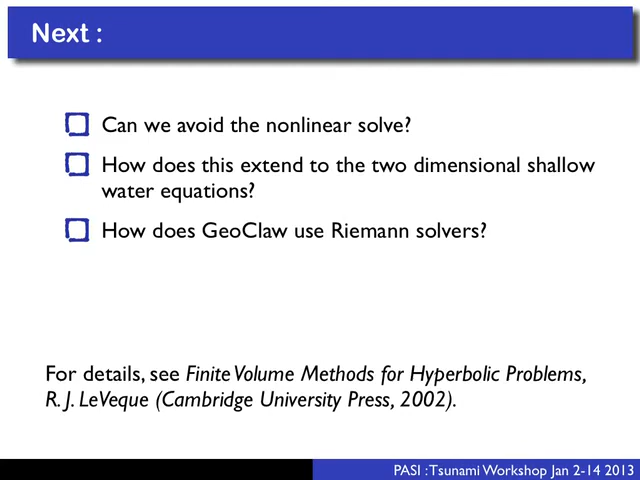 Next :
Can we avoid the nonlinear solve?
How does this extend to the two dimensional shallow
water equations?
How does GeoClaw use Riemann solvers?
For details, see Finite Volume Methods for Hyperbolic Problems,
R. J. LeVeque (Cambridge University Press, 2002).
PASI : Tsunami Workshop Jan 2-14 2013